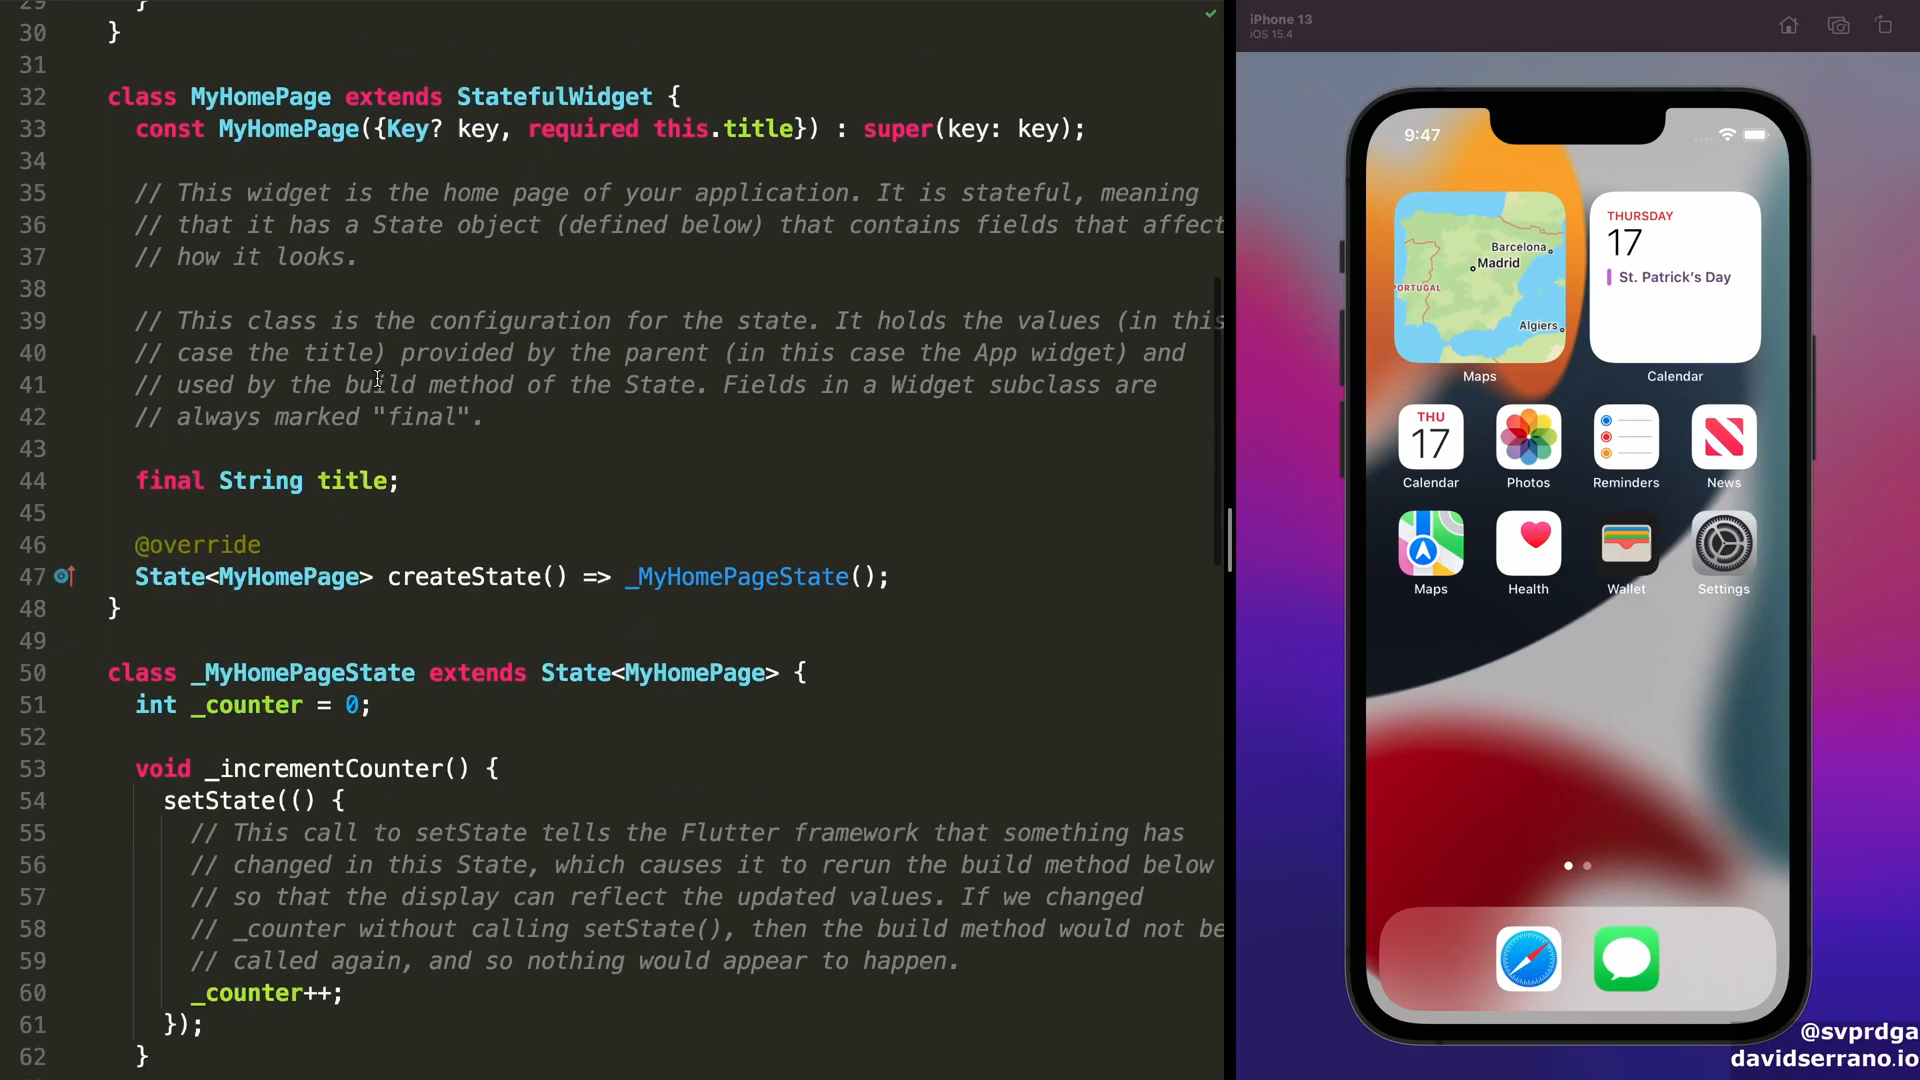 29 }
30 }
31
32 class MyHomePage extends StatefulWidget {
33 const MyHomePage({Key? key, required this.title}) : super(key: key);
34
35 // This widget is the home page of your application. It is stateful, meaning
36 // that it has a State object (defined below) that contains fields that affect
37 // how it looks.
38
39 // This class is the configuration for the state. It holds the values (in this
40 // case the title) provided by the parent (in this case the App widget) and
41 // used by the build method of the State. Fields in a Widget subclass are
42 // always marked "final".
43
44 final String title;
45
46 @override
47 State<MyHomePage> createState() => _MyHomePageState();
48 }
49
50 class _MyHomePageState extends State<MyHomePage> {
51 int _counter = 0;
52
53 void _incrementCounter() {
54 setState(() {
55 // This call to setState tells the Flutter framework that something has
56 // changed in this State, which causes it to rerun the build method below
57 // so that the display can reflect the updated values. If we changed
58 // _counter without calling setState(), then the build method would not be
59 // called again, and so nothing would appear to happen.
60 _counter++;
61 });
62 }
iPhone 13
iOS 15.4
9:47
Barcelona
Madrid
PORTUGAL
Algiers
Maps
THURSDAY
17
St. Patrick's Day
Calendar
THU
17
Calendar
Photos
Reminders
News
Maps
Health
Wallet
Settings
@svprdga
davidserrano.io